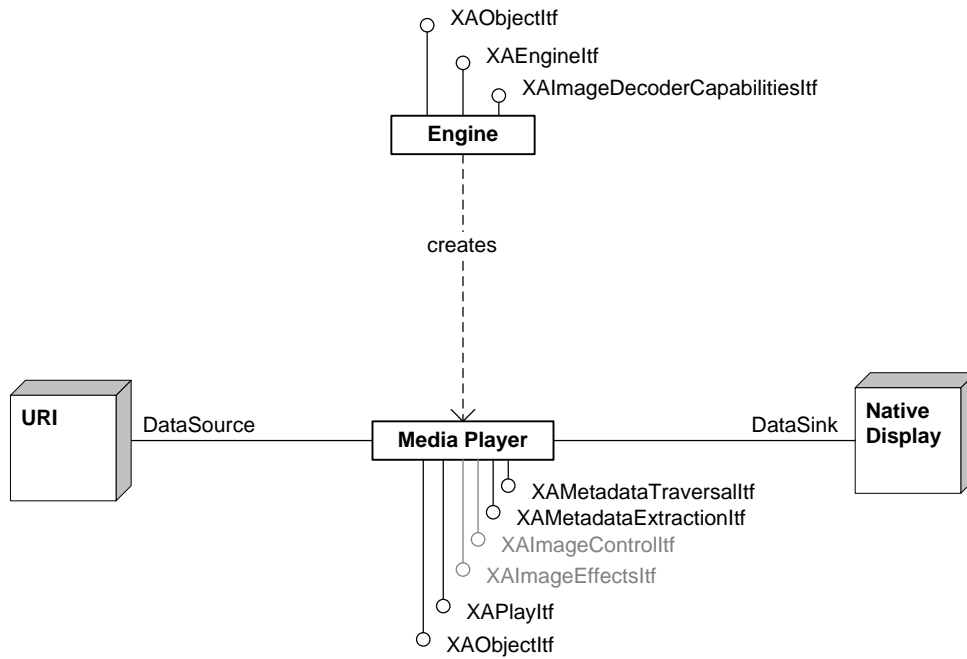 XAObjectItf
XAEngineItf
XAImageDecoderCapabilitiesItf
Engine
creates
URI
DataSource
Media Player
DataSink
Native
Display
XAMetadataTraversalItf
XAMetadataExtractionItf
XAImageControlItf
XAImageEffectsItf
XAPlayItf
XAObjectItf